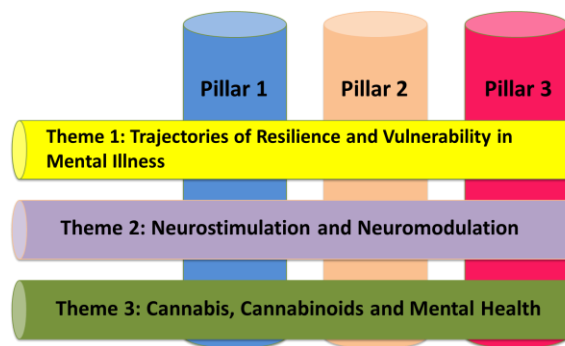 Pillar 1 Pillar 2 Pillar 3
Theme 1: Trajectories of Resilience and Vulnerability in
Mental Illness
Theme 2: Neurostimulation and Neuromodulation
Theme 3: Cannabis, Cannabinoids and Mental Health